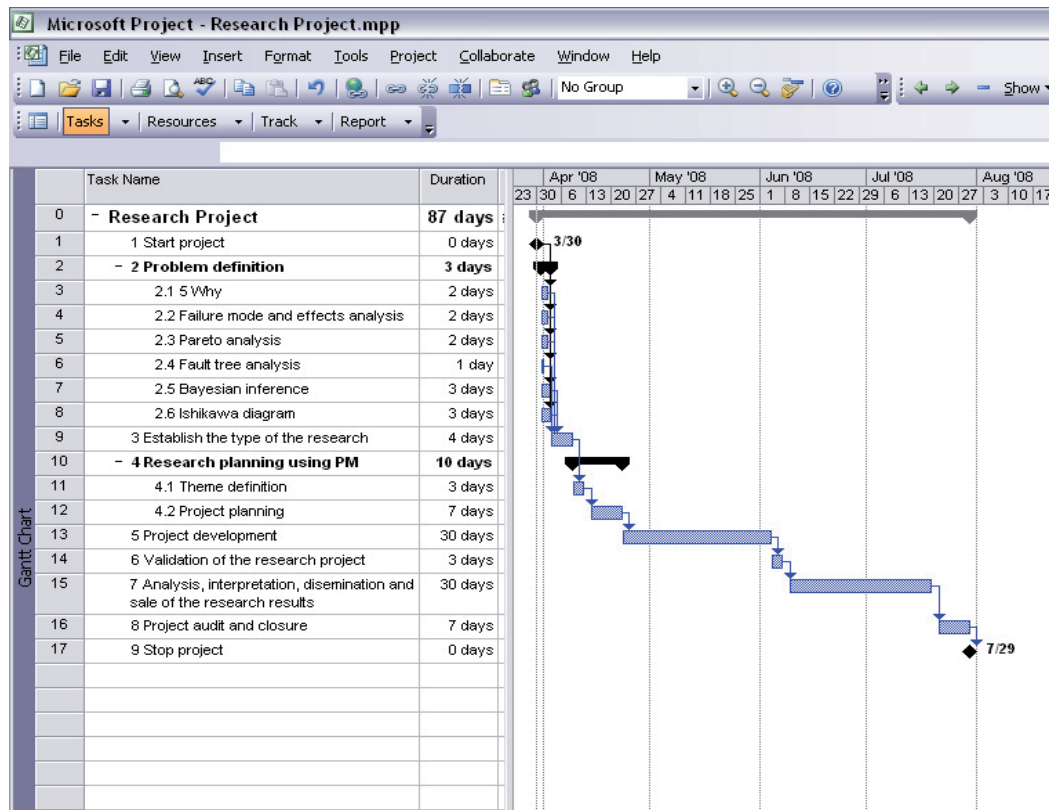 Microsoft Project - Research Project.mpp
File Edit View Insert Format Tools Project Collaborate Window Help
ABC No Group Show
Tasks Resources Track Report
Task Name Duration Apr '08 May '08 Jun '08 Jul '08 Aug '08
23 30 6 13 20 27 4 11 18 25 1 8 15 22 29 6 13 20 27 3 10 17
0 - Research Project 87 days
1 1 Start project 0 days 3/30
2 - 2 Problem definition 3 days
3 2.1 5 Why 2 days
4 2.2 Failure mode and effects analysis 2 days
5 2.3 Pareto analysis 2 days
6 2.4 Fault tree analysis 1 day
7 2.5 Bayesian inference 3 days
8 2.6 Ishikawa diagram 3 days
9 3 Establish the type of the research 4 days
10 - 4 Research planning using PM 10 days
11 4.1 Theme definition 3 days
12 4.2 Project planning 7 days
13 5 Project development 30 days
14 6 Validation of the research project 3 days
15 7 Analysis, interpretation, disemination and 30 days
sale of the research results
16 8 Project audit and closure 7 days
17 9 Stop project 0 days 7/29
Gantt Chart